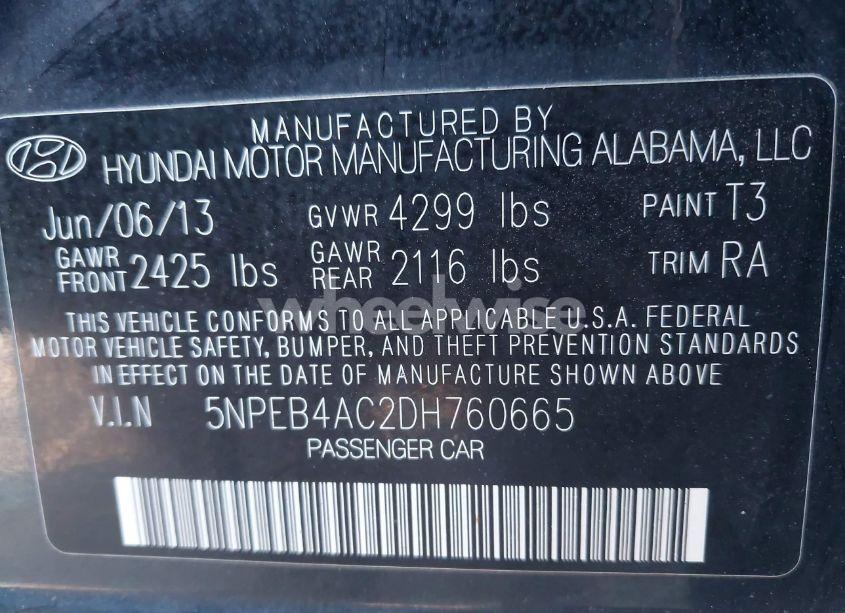 MANUFACTURED BY
HYUNDAI MOTOR MANUFACTURING ALABAMA, LLC
Jun/06/13 GVWR 4299 lbs PAINT T3
GAWR FRONT 2425 lbs GAWR REAR 2116 lbs TRIM RA
wheelwise
THIS VEHICLE CONFORMS TO ALL APPLICABLE U.S.A. FEDERAL
MOTOR VEHICLE SAFETY, BUMPER, AND THEFT PREVENTION STANDARDS
IN EFFECT ON THE DATE OF MANUFACTURE SHOWN ABOVE
V.I.N 5NPEB4AC2DH760665
PASSENGER CAR